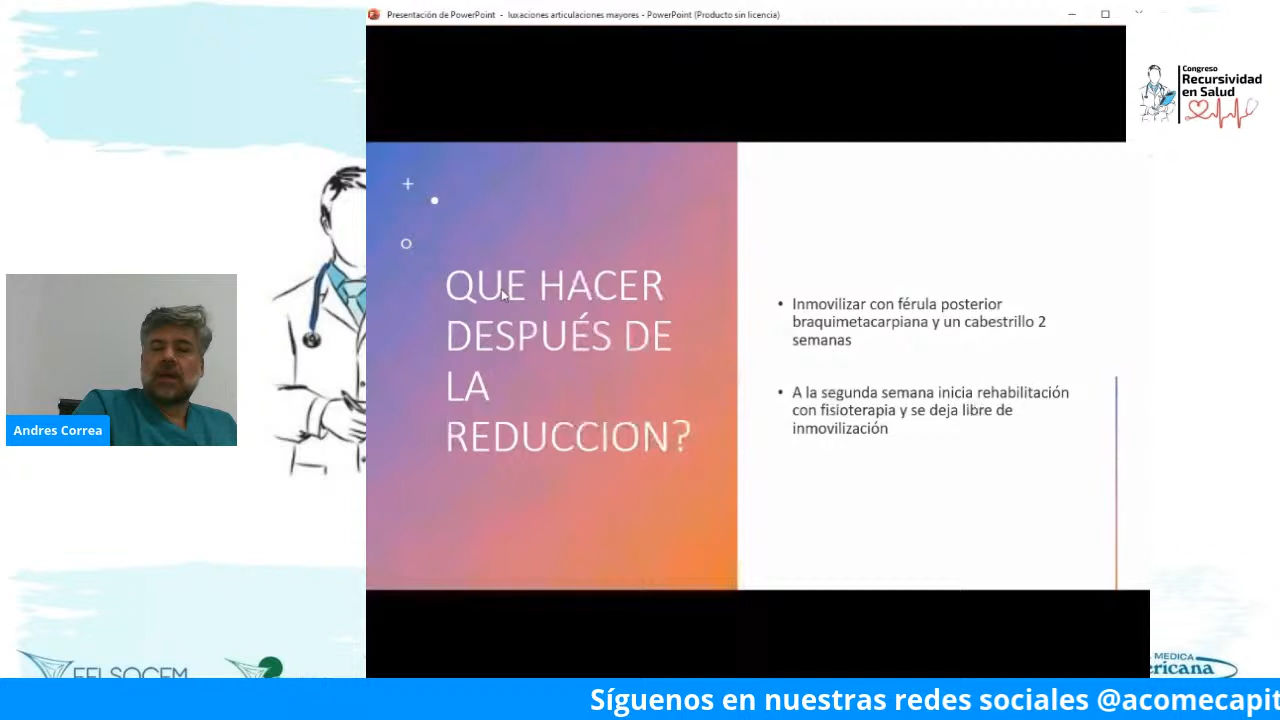 Presentación de PowerPoint - luxaciones articulaciones mayores - PowerPoint (Producto sin licencia)
Congreso
Recursividad
en Salud
QUE HACER
DESPUÉS DE
LA
REDUCCION?
• Inmovilizar con férula posterior
braquimetacarpiana y un cabestrillo 2
semanas
• A la segunda semana inicia rehabilitación
con fisioterapia y se deja libre de
inmovilización
Andres Correa
MEDICA
ericana
Síguenos en nuestras redes sociales @acomecapit